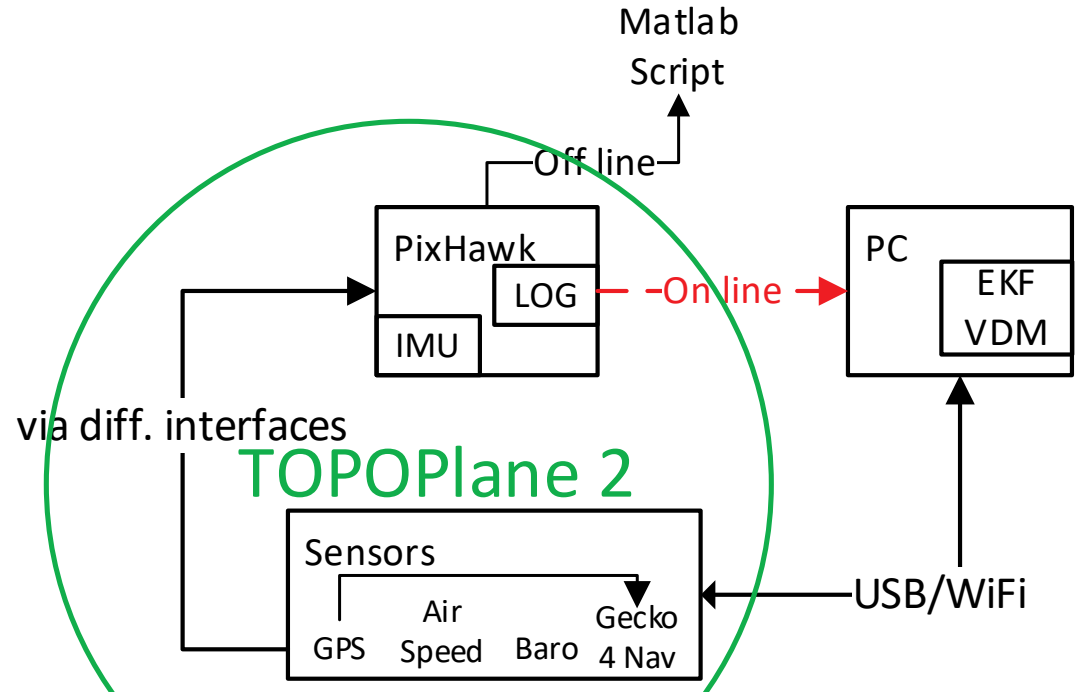 Matlab
Script
Off line
PixHawk
LOG
IMU
On line
PC
EKF
VDM
via diff. interfaces
TOPOPlane 2
Sensors
GPS
Air
Speed
Baro
Gecko
4 Nav
USB/WiFi